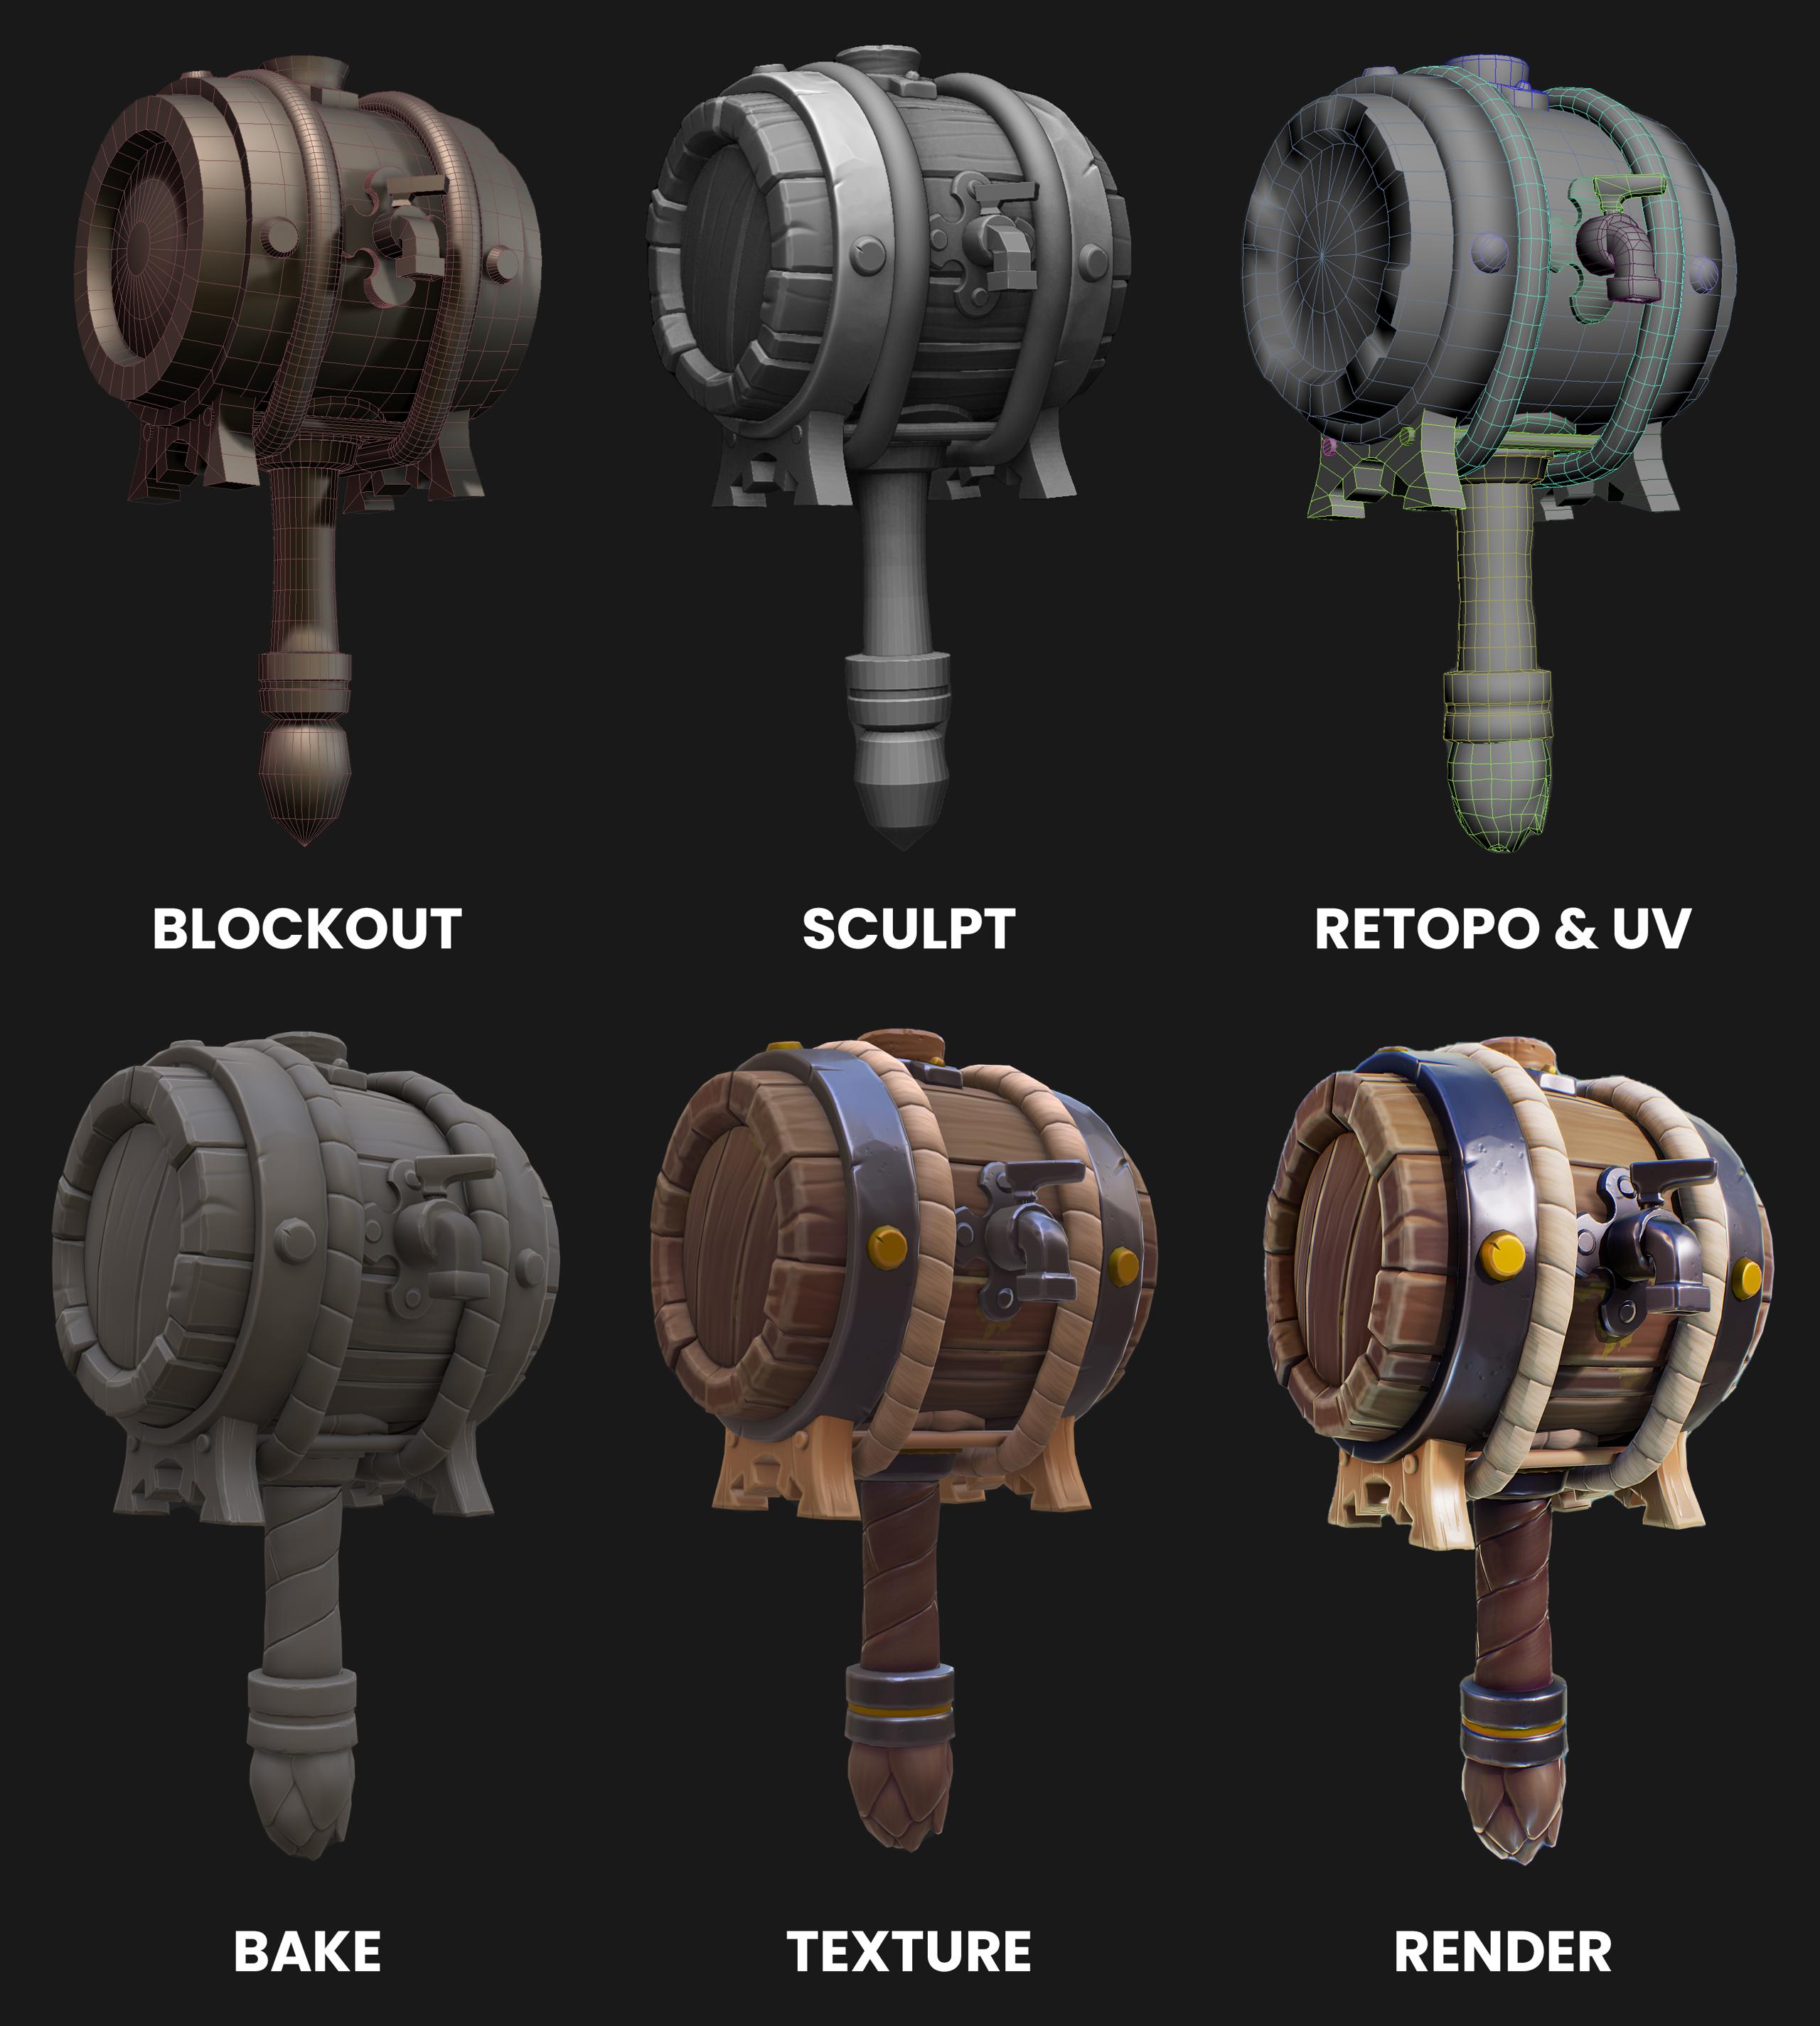 BLOCKOUT
SCULPT
RETOPO & UV
BAKE
TEXTURE
RENDER